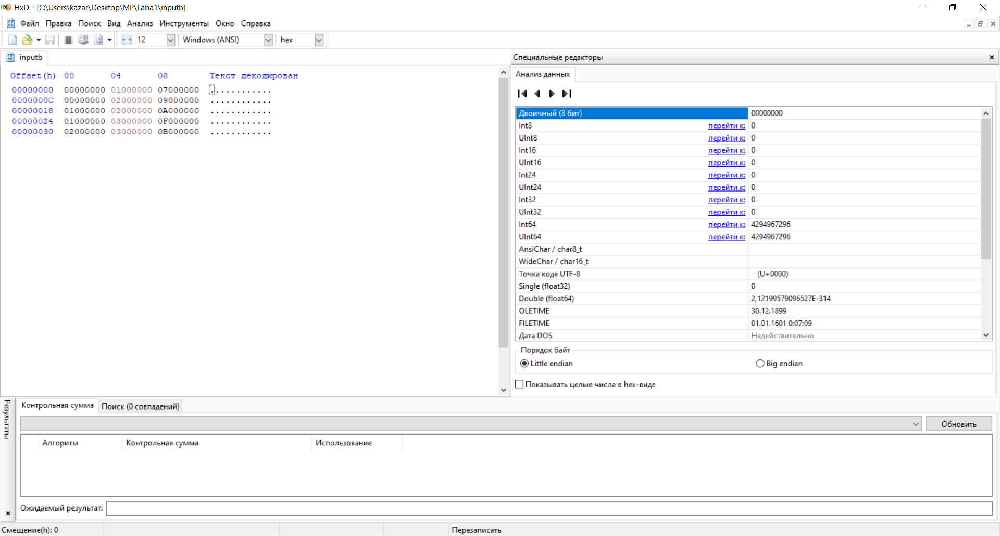 HxD - [C:\Users\kazar\Desktop\MP\Laba1\inputb]
Файл Правка Поиск Вид Анализ Инструменты Окно Справка
12 Windows (ANSI) hex
inputb
Offset(h) 00 04 08 Текст декодирован
00000000 00000000 01000000 07000000 ............
0000000C 00000000 02000000 09000000 ............
00000018 01000000 02000000 0A000000 ............
00000024 01000000 03000000 0F000000 ............
00000030 02000000 03000000 0B000000 ............
Специальные редакторы
Анализ данных
Двоичный (8 бит) 00000000
Int8 перейти к: 0
UInt8 перейти к: 0
Int16 перейти к: 0
UInt16 перейти к: 0
Int24 перейти к: 0
UInt24 перейти к: 0
Int32 перейти к: 0
UInt32 перейти к: 0
Int64 перейти к: 4294967296
UInt64 перейти к: 4294967296
AnsiChar / char8_t
WideChar / char16_t
Точка кода UTF-8 (U+0000)
Single (float32) 0
Double (float64) 2,12199579096527E-314
OLETIME 30.12.1899
FILETIME 01.01.1601 0:07:09
Дата DOS Недействительно
Порядок байт
Little endian Big endian
Показывать целые числа в hex-виде
Результаты
Контрольная сумма Поиск (0 совпадений)
Обновить
Алгоритм Контрольная сумма Использование
Ожидаемый результат:
Смещение(h): 0 Перезаписать